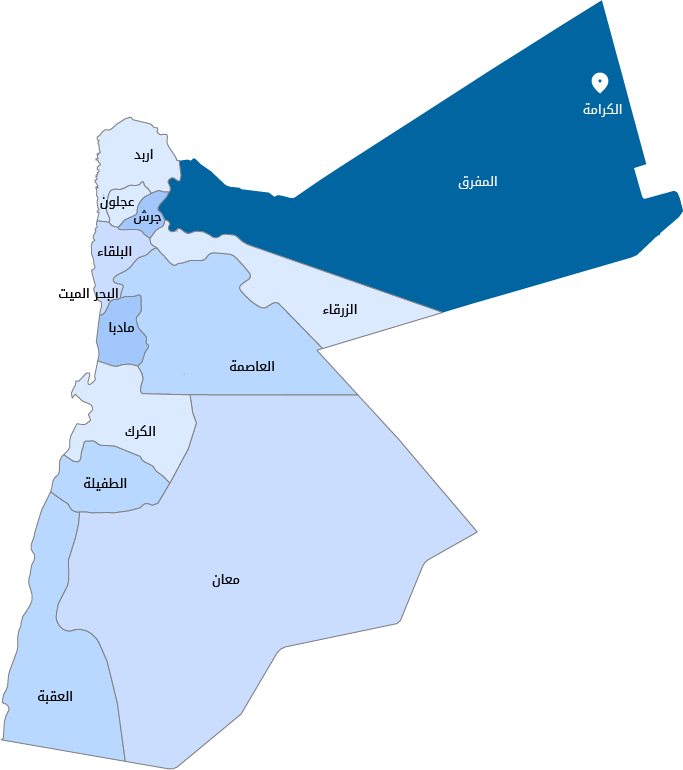 الكرامة
اربد
المفرق
عجلون
جرش
البلقاء
البحر الميت
الزرقاء
مادبا
العاصمة
الكرك
الطفيلة
معان
العقبة